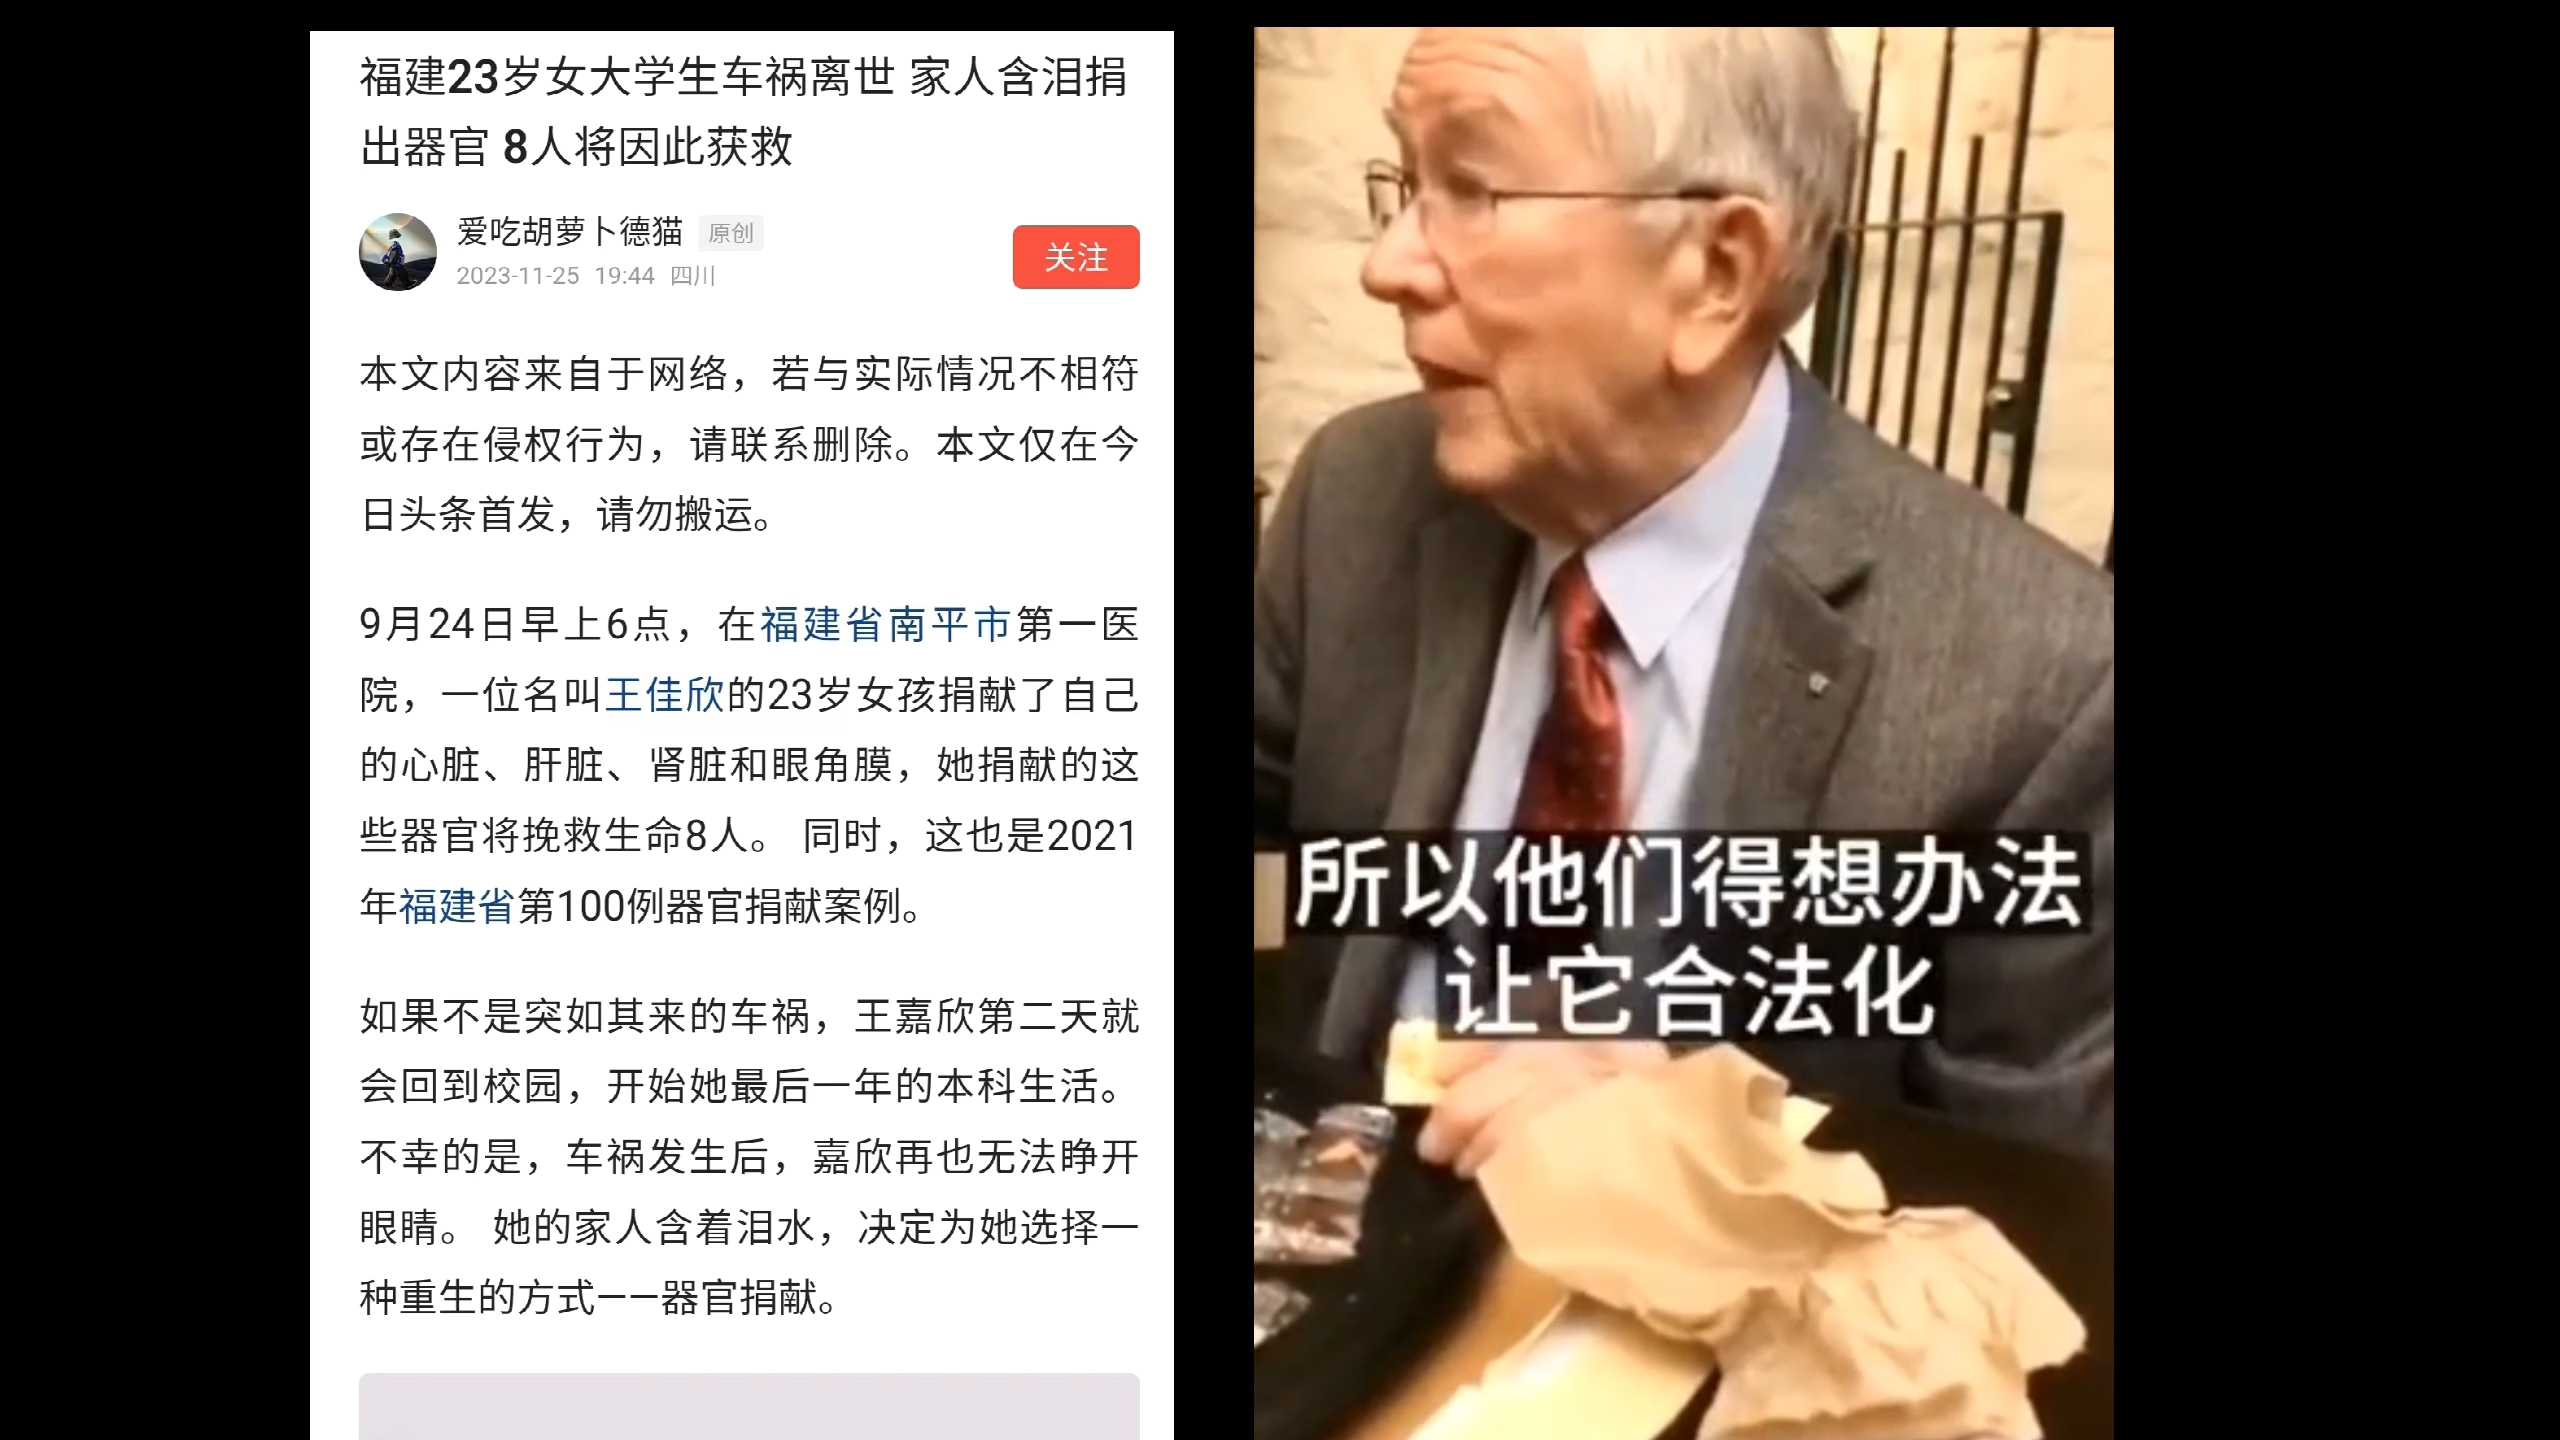 福建23岁女大学生车祸离世 家人含泪捐
出器官 8人将因此获救
爱吃胡萝卜德猫 原创
2023-11-25 19:44 四川
关注
本文内容来自于网络，若与实际情况不相符
或存在侵权行为，请联系删除。本文仅在今
日头条首发，请勿搬运。
9月24日早上6点，在福建省南平市第一医
院，一位名叫王佳欣的23岁女孩捐献了自己
的心脏、肝脏、肾脏和眼角膜，她捐献的这
些器官将挽救生命8人。 同时，这也是2021
年福建省第100例器官捐献案例。
如果不是突如其来的车祸，王嘉欣第二天就
会回到校园，开始她最后一年的本科生活。
不幸的是，车祸发生后，嘉欣再也无法睁开
眼睛。 她的家人含着泪水，决定为她选择一
种重生的方式——器官捐献。
所以他们得想办法
让它合法化